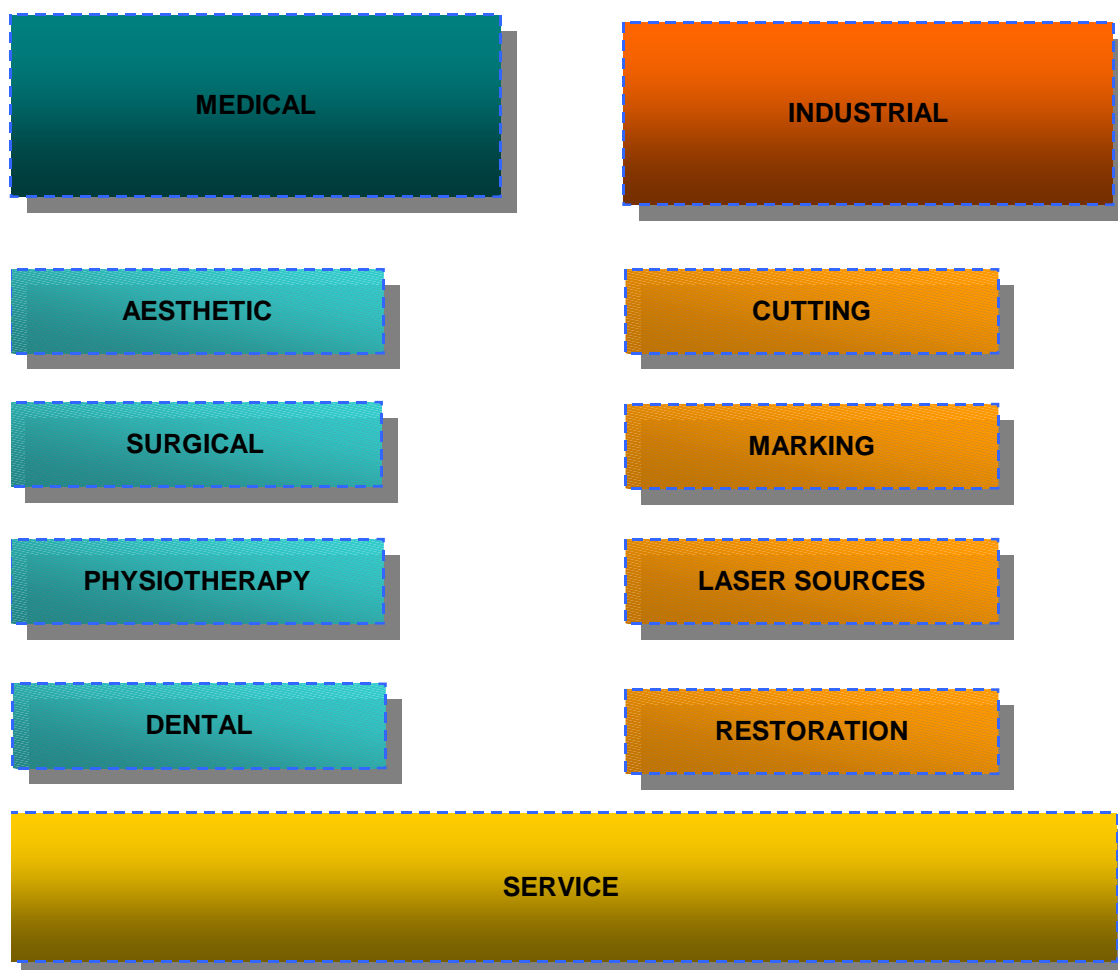 MEDICAL
INDUSTRIAL
AESTHETIC
CUTTING
SURGICAL
MARKING
PHYSIOTHERAPY
LASER SOURCES
DENTAL
RESTORATION
SERVICE